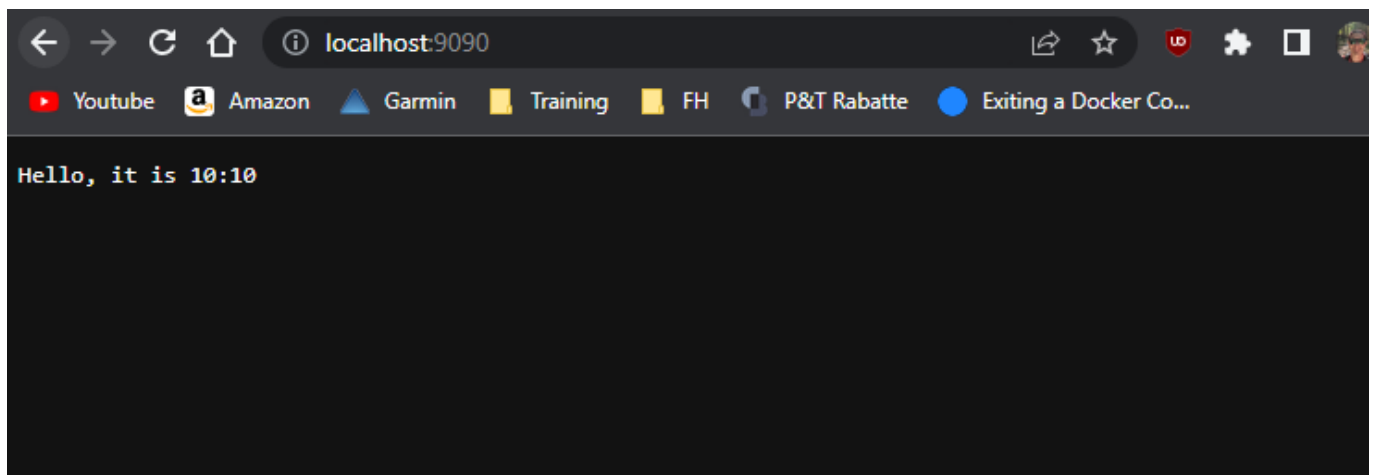 localhost:9090
Youtube Amazon Garmin Training FH P&T Rabatte Exiting a Docker Co...
Hello, it is 10:10